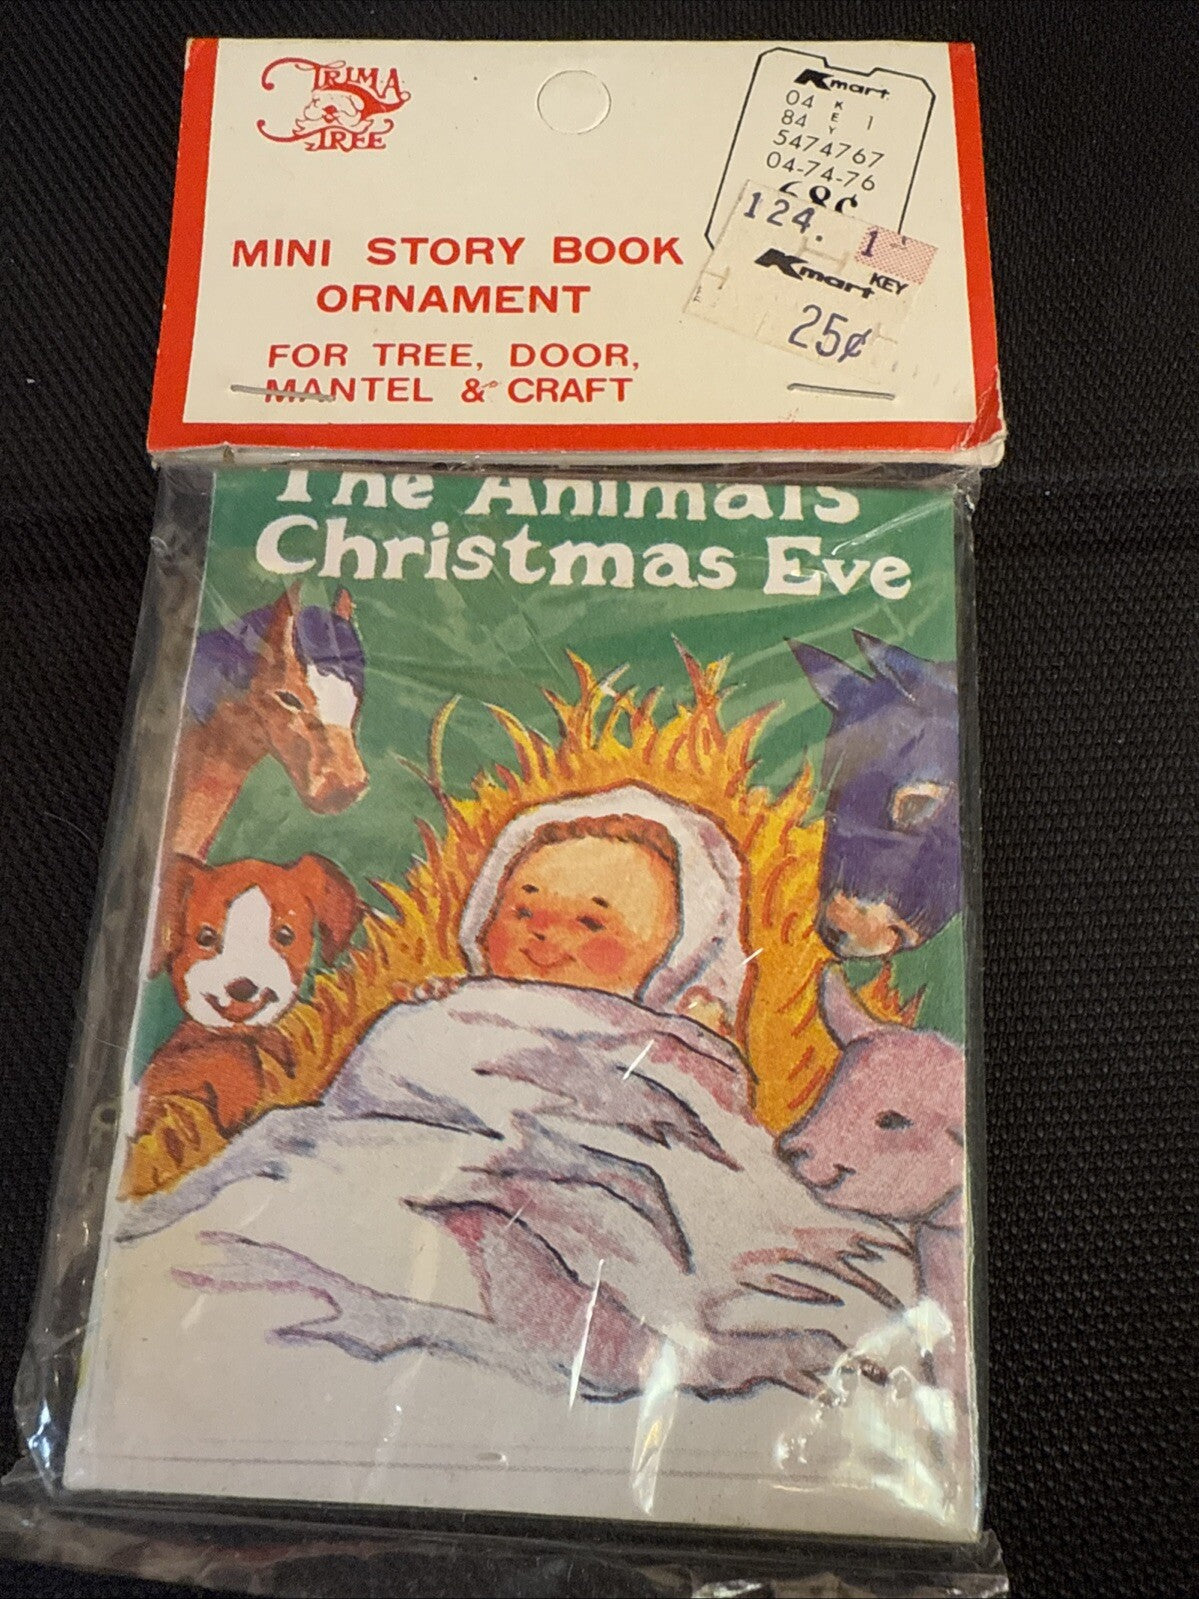 TRIM.A.
TREE
MINI STORY BOOK
ORNAMENT
FOR TREE, DOOR,
MANTEL & CRAFT
Kmart
04 KEY 1
84
5474767
04-74-76
68¢
124. 1
Kmart KEY
25¢
The Animals
Christmas Eve